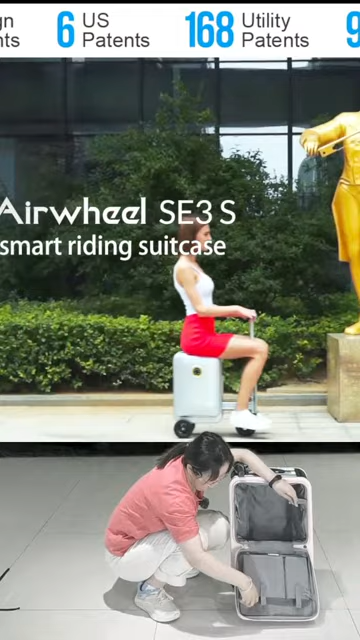 6 US Patents
168 Utility Patents
Airwheel SE3 S
smart riding suitcase